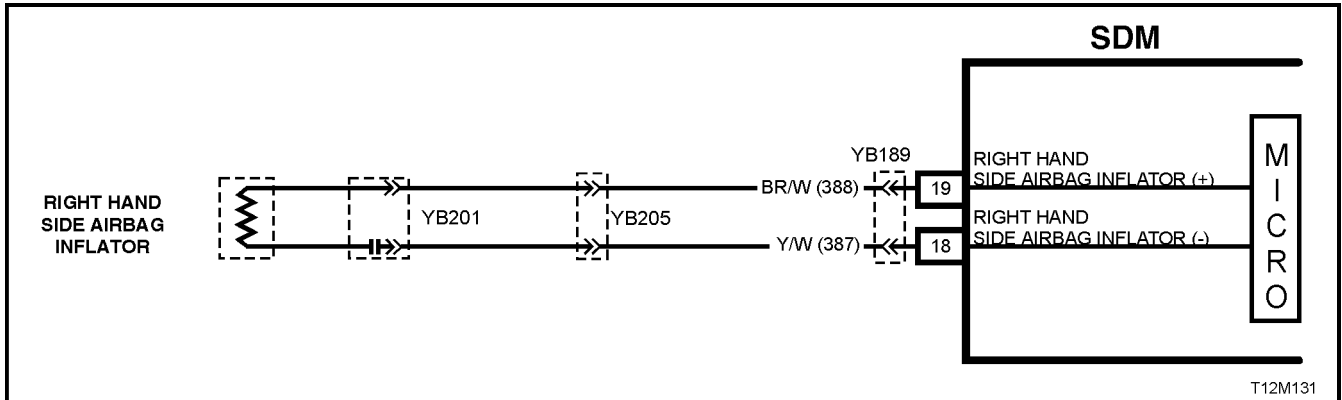 SDM
YB189
RIGHT HAND
SIDE AIRBAG INFLATOR (+)
BR/W (388)
19
RIGHT HAND
SIDE AIRBAG
INFLATOR
YB201
YB205
RIGHT HAND
SIDE AIRBAG INFLATOR (-)
Y/W (387)
18
M
I
C
R
O
T12M131